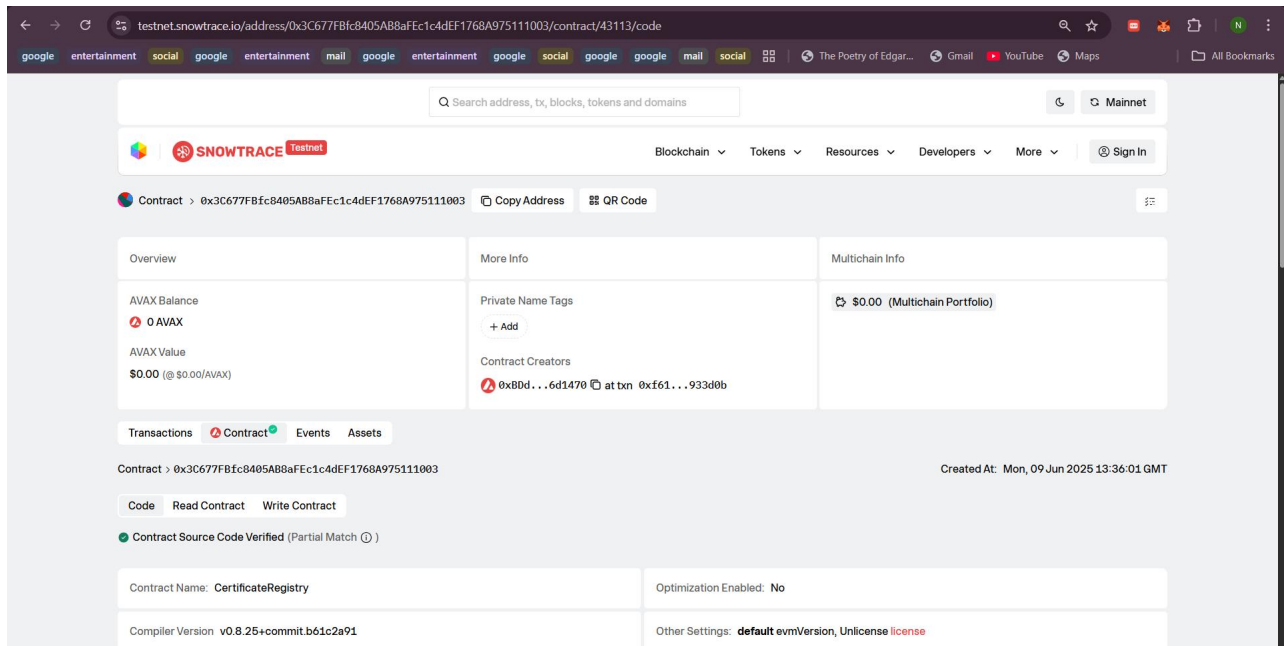 testnet.snowtrace.io/address/0x3C677FBfc8405AB8aFEc1c4dEF1768A975111003/contract/43113/code
N
google entertainment social google entertainment mail google entertainment google social google google mail social The Poetry of Edgar... Gmail YouTube Maps All Bookmarks
Search address, tx, blocks, tokens and domains Mainnet
SNOWTRACE Testnet Blockchain Tokens Resources Developers More Sign In
Contract > 0x3C677FBfc8405AB8aFEc1c4dEF1768A975111003 Copy Address QR Code
Overview More Info Multichain Info
AVAX Balance Private Name Tags $0.00 (Multichain Portfolio)
0 AVAX + Add
AVAX Value Contract Creators
$0.00 (@ $0.00/AVAX) 0xBDd...6d1470 at txn 0xf61...933d0b
Transactions Contract Events Assets
Contract > 0x3C677FBfc8405AB8aFEc1c4dEF1768A975111003 Created At: Mon, 09 Jun 2025 13:36:01 GMT
Code Read Contract Write Contract
Contract Source Code Verified (Partial Match )
Contract Name: CertificateRegistry Optimization Enabled: No
Compiler Version v0.8.25+commit.b61c2a91 Other Settings: default evmVersion, Unlicense license